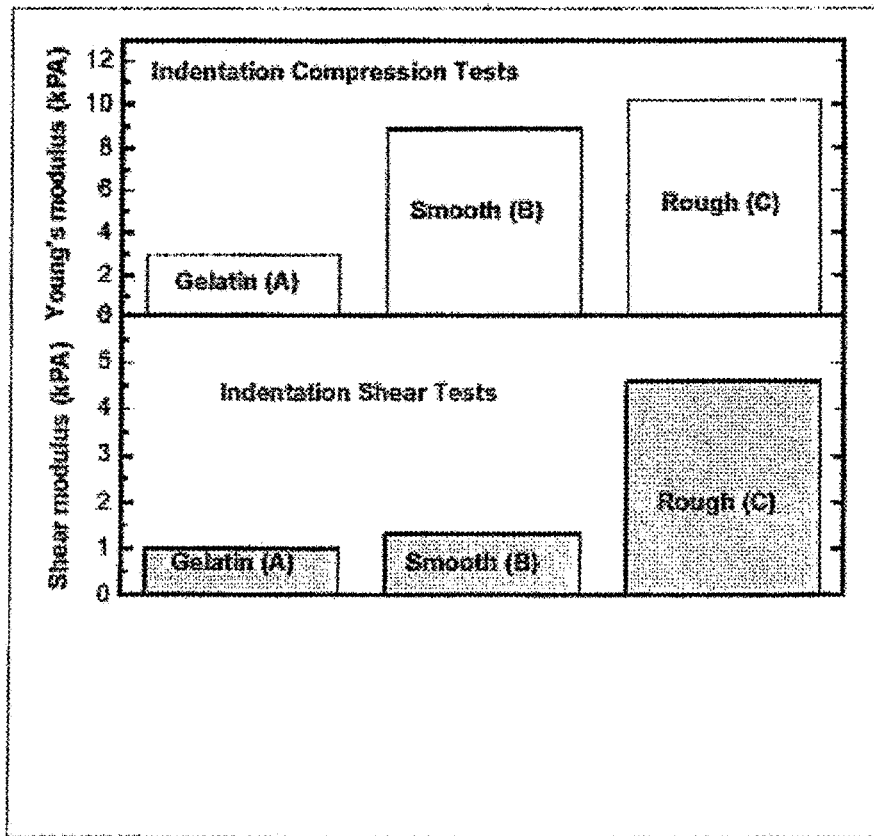 Young's modulus (kPA)
12
10
8
6
4
2
0
Indentation Compression Tests
Gelatin (A)
Smooth (B)
Rough (C)
Shear modulus (kPA)
5
4
3
2
1
0
Indentation Shear Tests
Gelatin (A)
Smooth (B)
Rough (C)